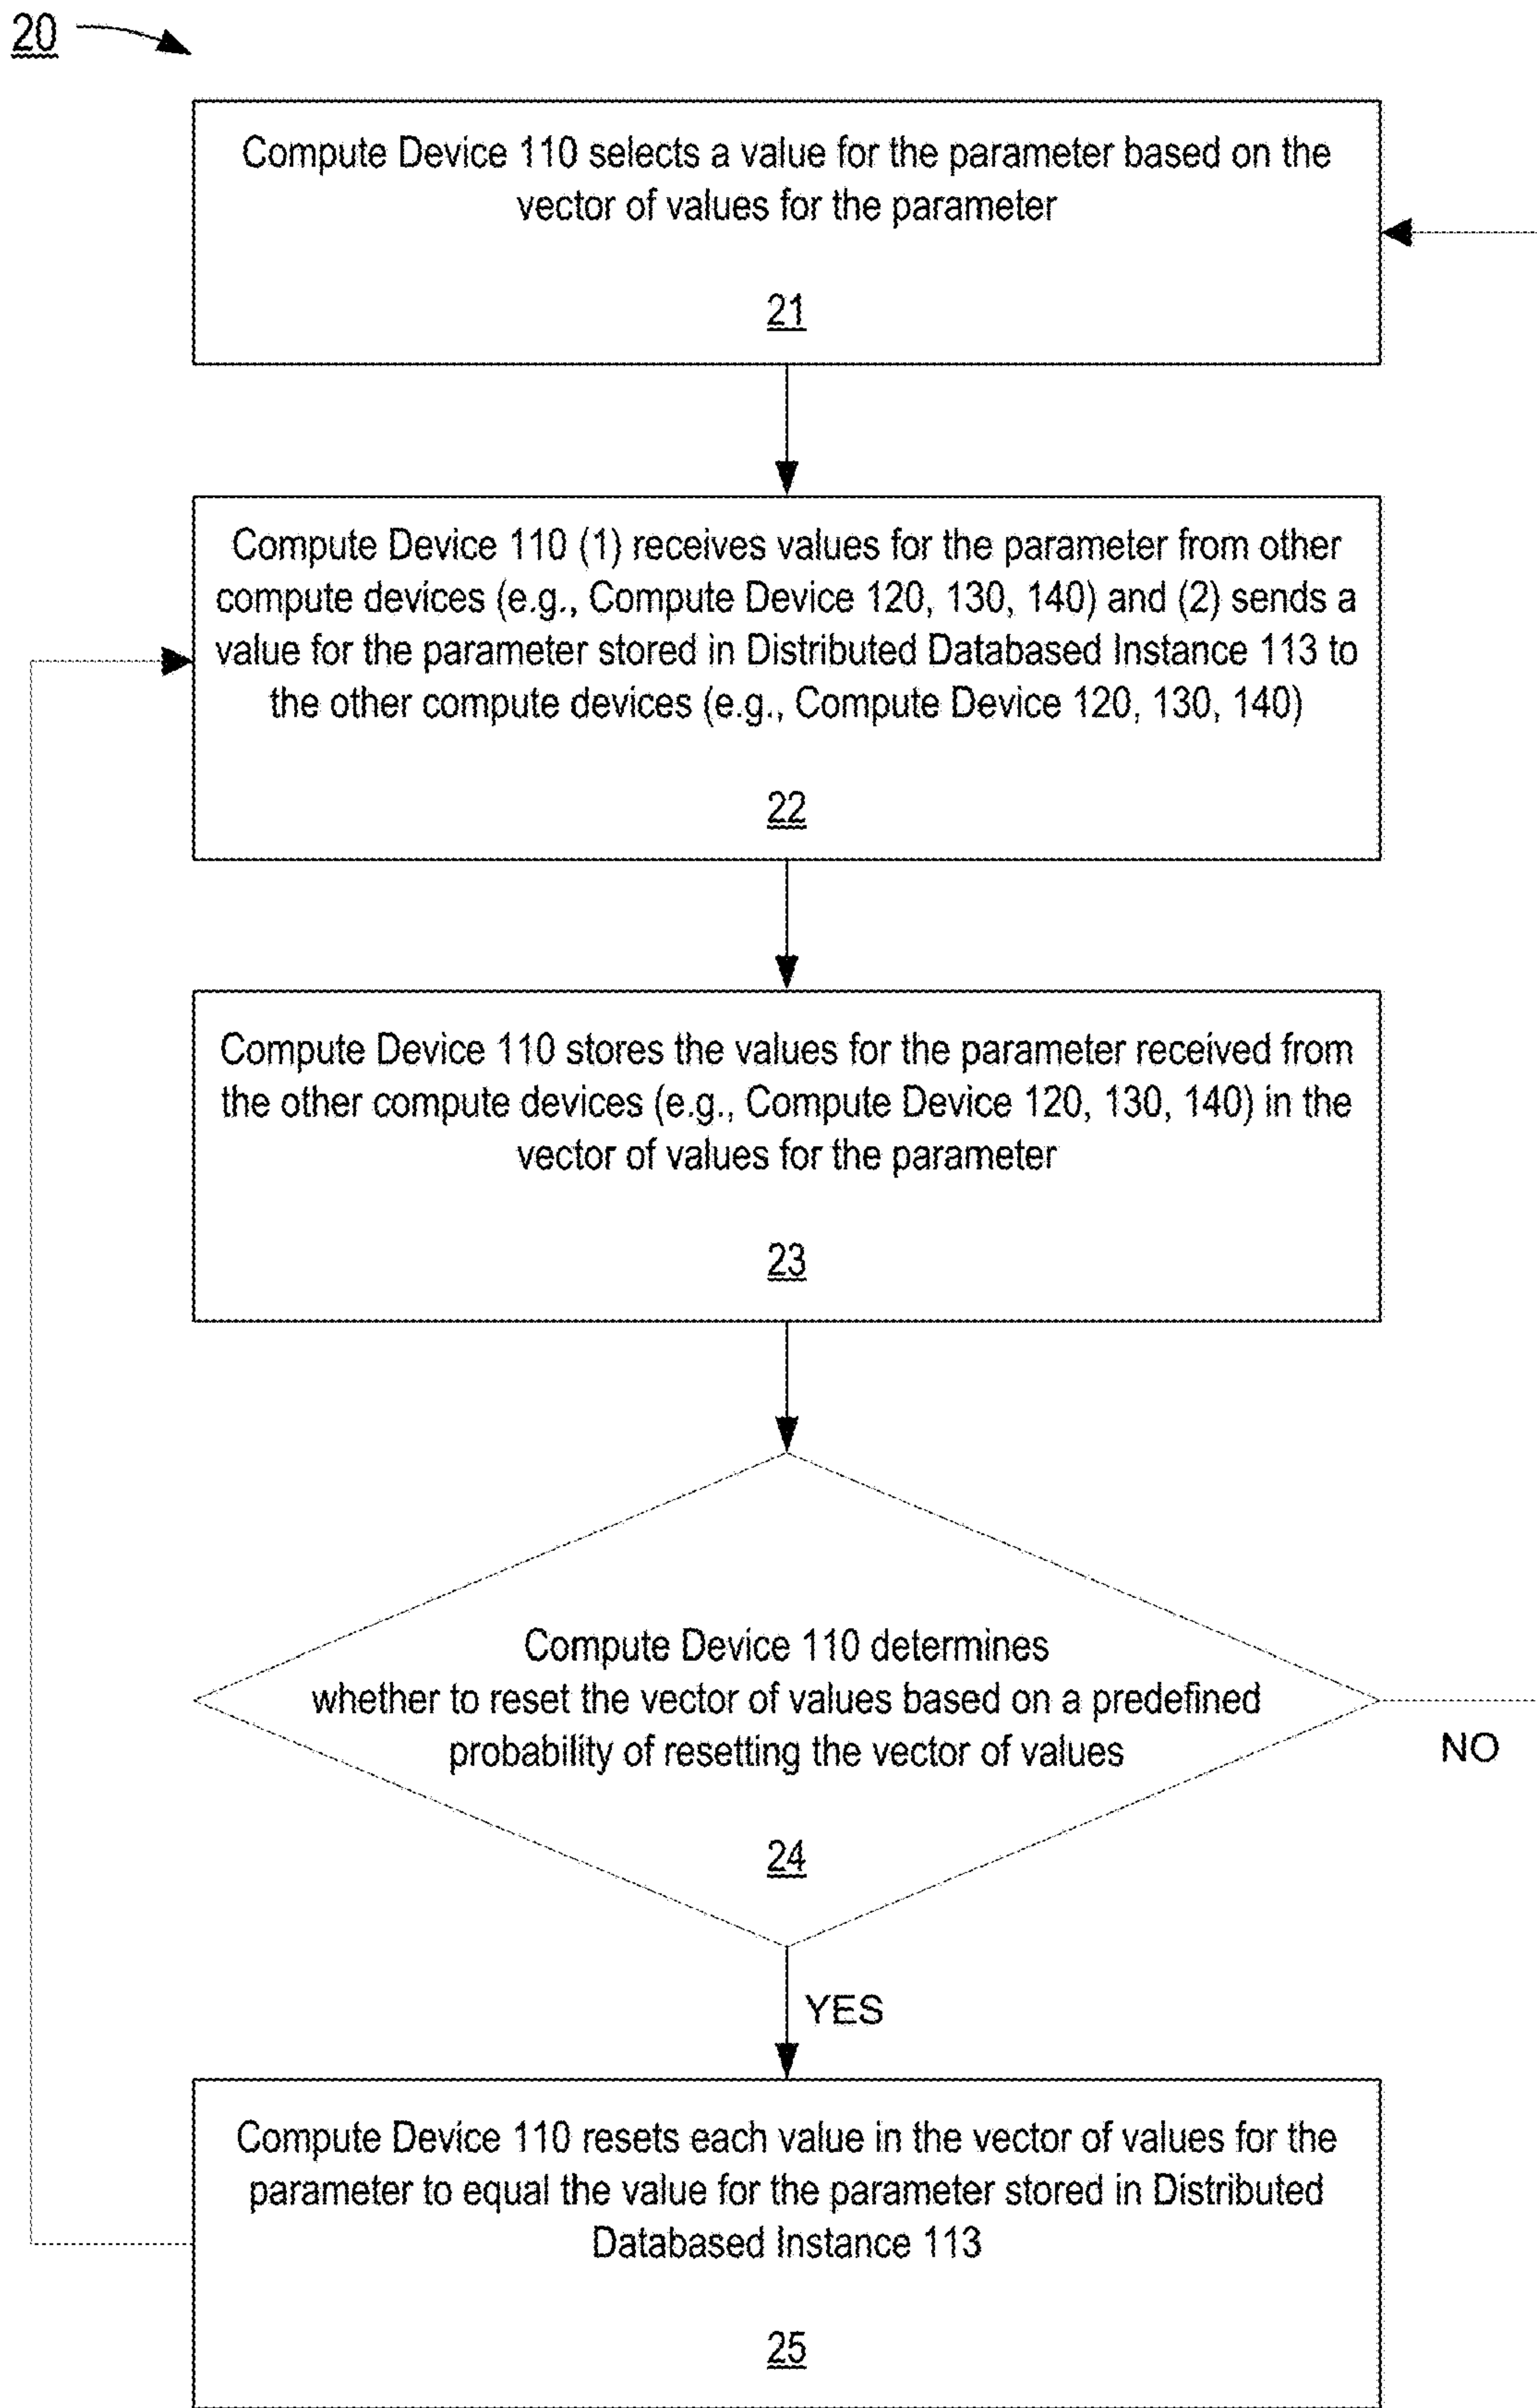 20
Compute Device 110 selects a value for the parameter based on the
vector of values for the parameter
21
Compute Device 110 (1) receives values for the parameter from other
compute devices (e.g., Compute Device 120, 130, 140) and (2) sends a
value for the parameter stored in Distributed Databased Instance 113 to
the other compute devices (e.g., Compute Device 120, 130, 140)
22
Compute Device 110 stores the values for the parameter received from
the other compute devices (e.g., Compute Device 120, 130, 140) in the
vector of values for the parameter
23
Compute Device 110 determines
whether to reset the vector of values based on a predefined
probability of resetting the vector of values
24
NO
YES
Compute Device 110 resets each value in the vector of values for the
parameter to equal the value for the parameter stored in Distributed
Databased Instance 113
25